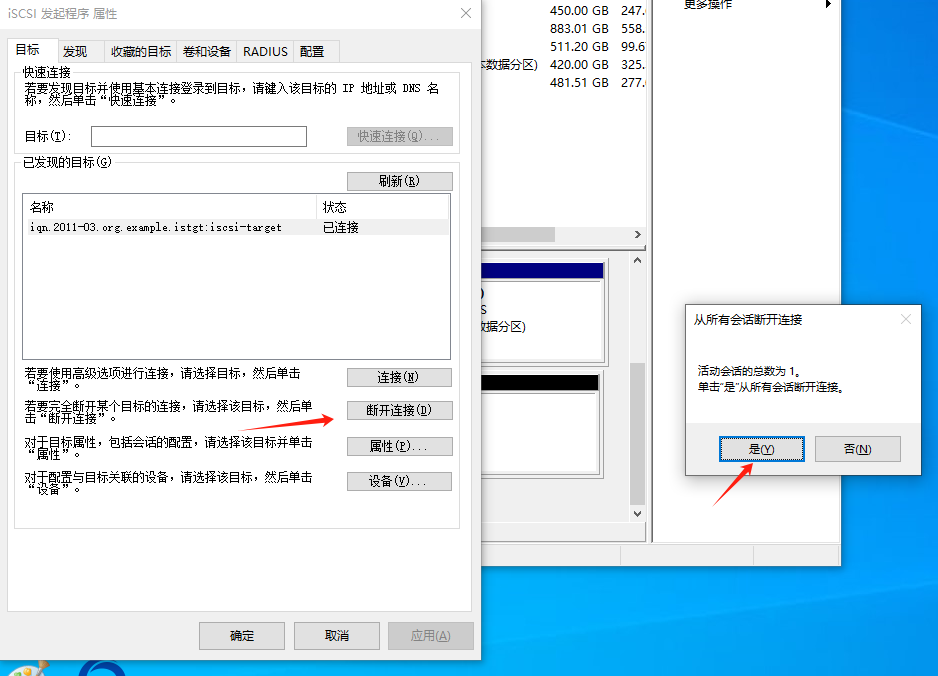 iSCSI 发起程序 属性
目标 发现 收藏的目标 卷和设备 RADIUS 配置
快速连接
若要发现目标并使用基本连接登录到目标，请键入该目标的 IP 地址或 DNS 名
称，然后单击“快速连接”。
目标(T):
快速连接(Q)...
已发现的目标(G)
刷新(R)
名称 状态
iqn.2011-03.org.example.istgt:iscsi-target 已连接
若要使用高级选项进行连接，请选择目标，然后单击
“连接”。
连接(N)
若要完全断开某个目标的连接，请选择该目标，然后单
击“断开连接”。
断开连接(D)
对于目标属性，包括会话的配置，请选择该目标并单击
“属性”。
属性(P)...
对于配置与目标关联的设备，请选择该目标，然后单击
“设备”。
设备(V)...
确定 取消 应用(A)
450.00 GB 247.
883.01 GB 558.
511.20 GB 99.6
数据分区) 420.00 GB 325.
481.51 GB 277.
)
S
数据分区)
更多操作
从所有会话断开连接
活动会话的总数为 1。
单击“是”从所有会话断开连接。
是(Y) 否(N)